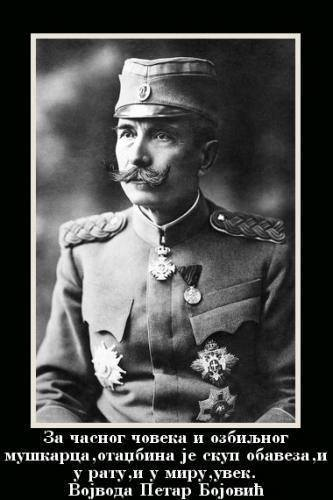 За часног човека и озбиљног
мушкарца,отаџбина је скуп обавеза,и
у рату,и у миру,увек.
Војвода Петар Бојовић